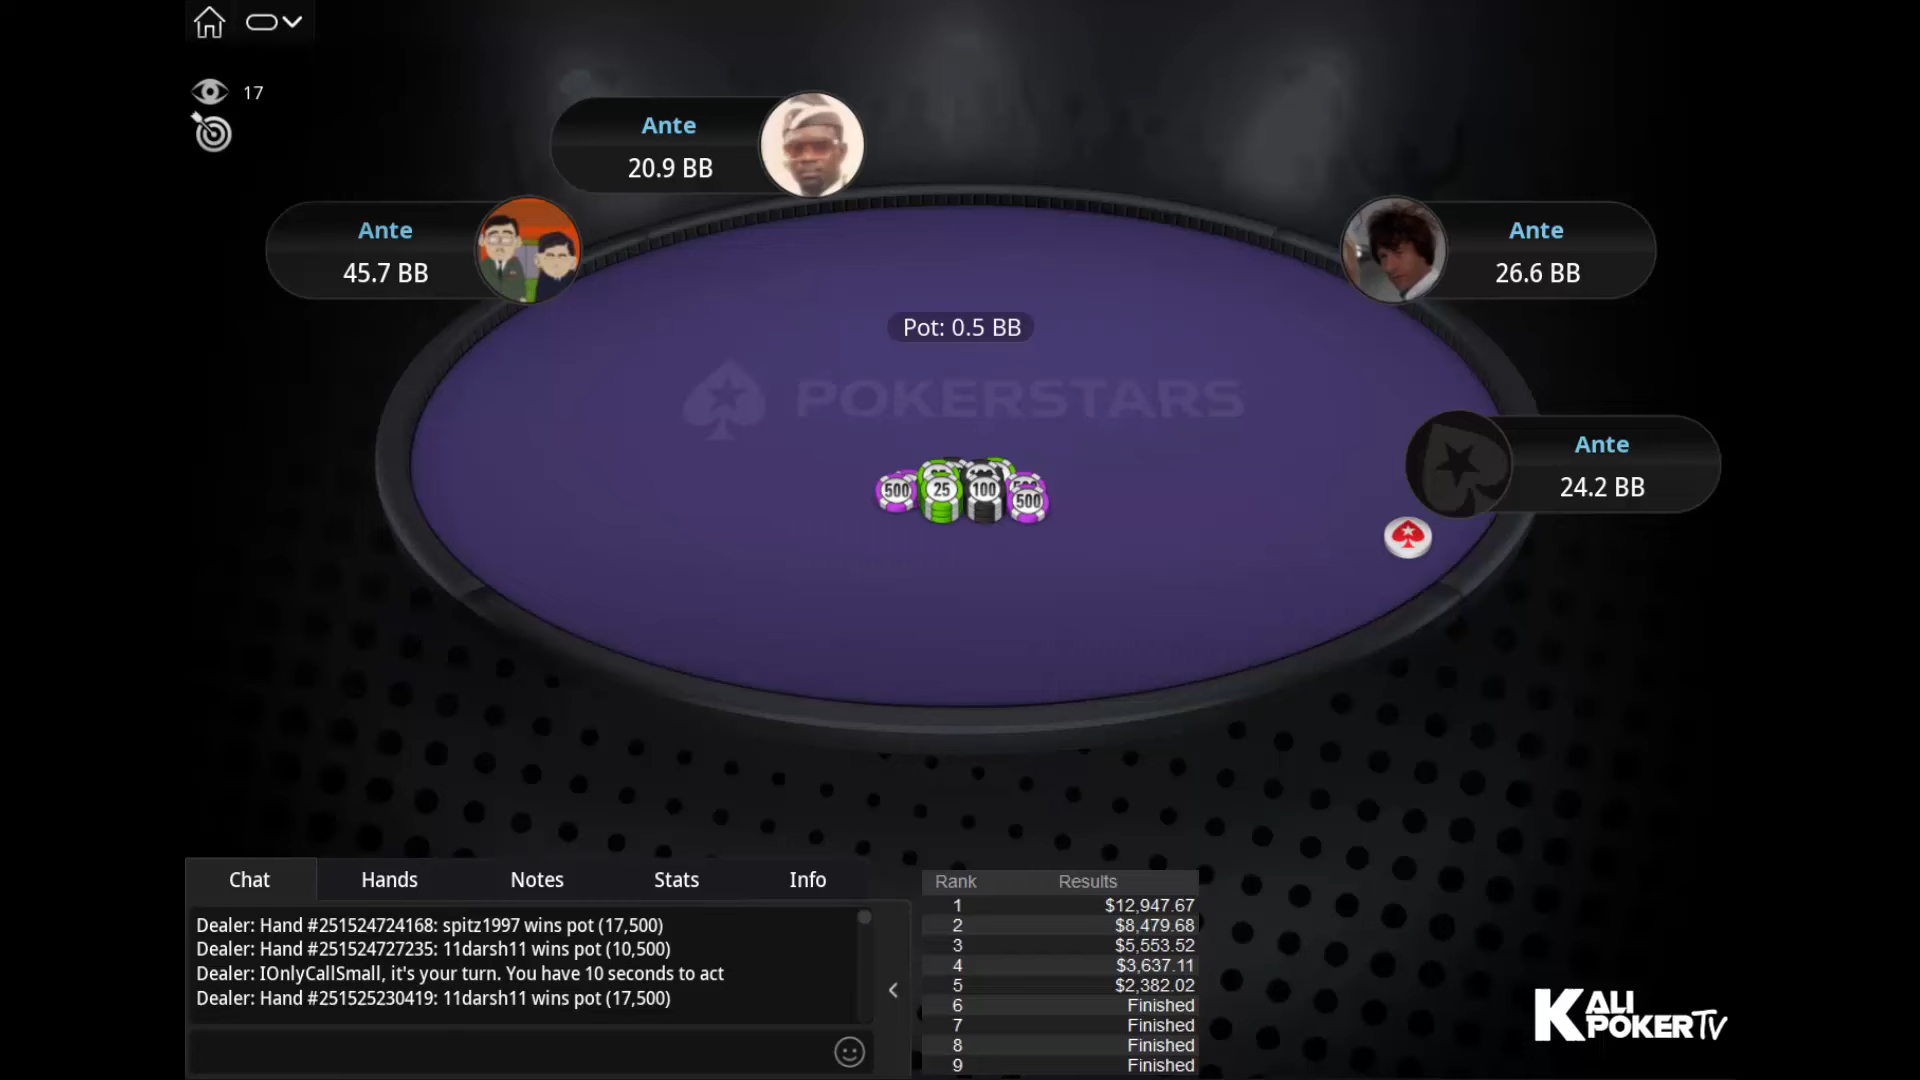 17
Ante
20.9 BB
Ante
45.7 BB
Ante
26.6 BB
Pot: 0.5 BB
POKERSTARS
Ante
24.2 BB
500
25
100
500
Chat Hands Notes Stats Info
Dealer: Hand #251524724168: spitz1997 wins pot (17,500)
Dealer: Hand #251524727235: 11darsh11 wins pot (10,500)
Dealer: IOnlyCallSmall, it's your turn. You have 10 seconds to act
Dealer: Hand #251525230419: 11darsh11 wins pot (17,500)
Rank Results
1 $12,947.67
2 $8,479.68
3 $5,553.52
4 $3,637.11
5 $2,382.02
6 Finished
7 Finished
8 Finished
9 Finished
KALI
POKERTV